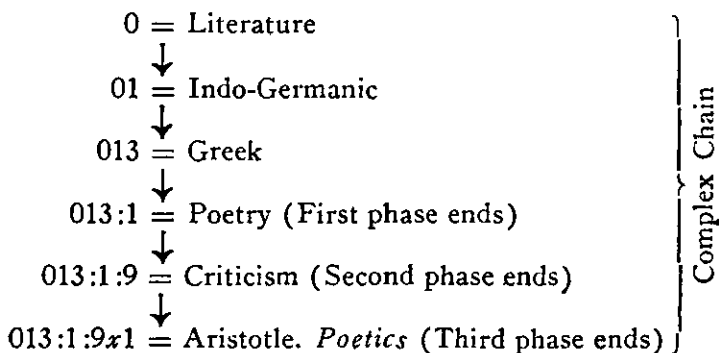 0 = Literature
↓
01 = Indo-Germanic
↓
013 = Greek
↓
013:1 = Poetry (First phase ends)
↓
013:1:9 = Criticism (Second phase ends)
↓
013:1:9x1 = Aristotle. Poetics (Third phase ends)
Complex Chain